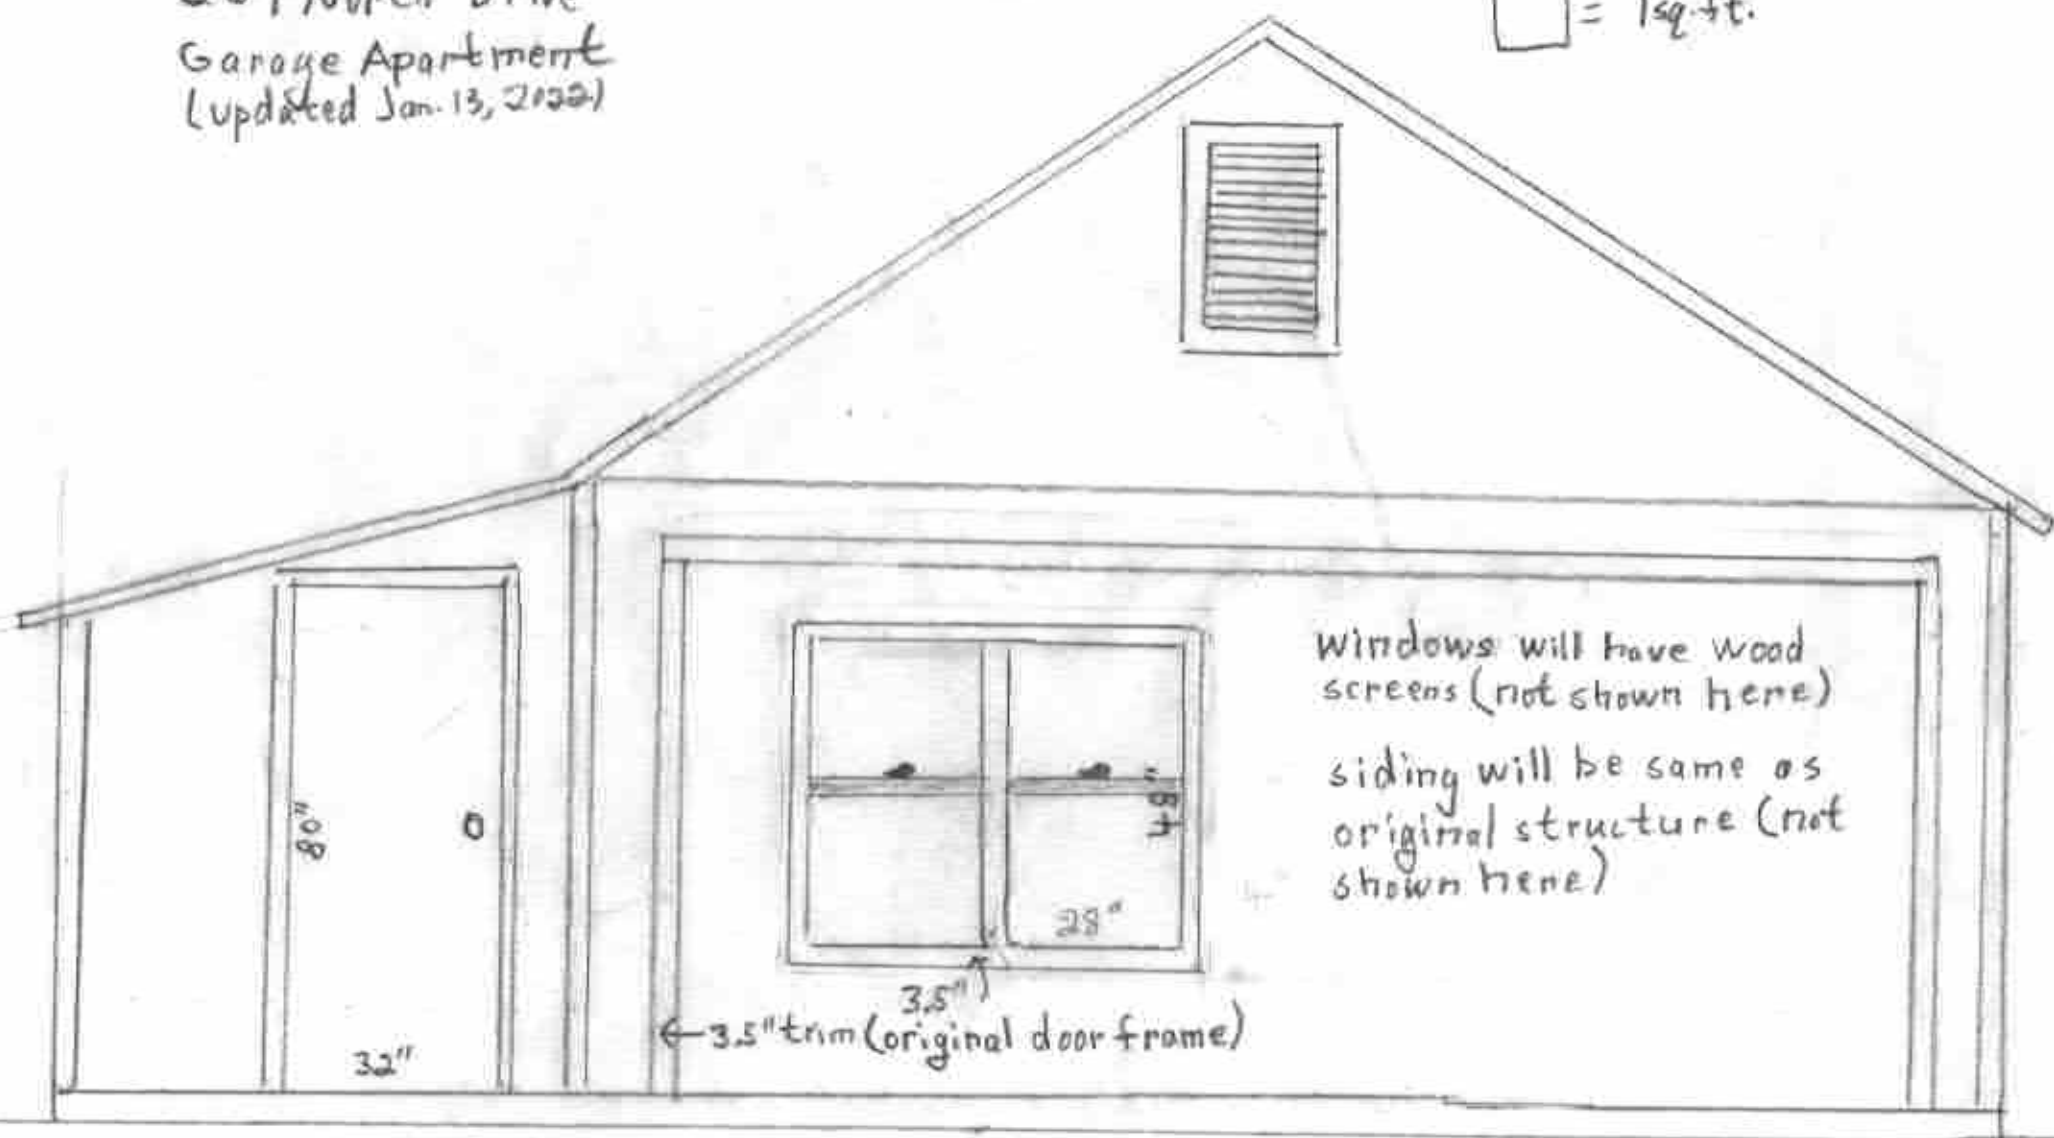 Garage Apartment
(updated Jan. 13, 2022)
= 1sq.ft.
windows will have wood
screens (not shown here)
siding will be same as
original structure (not
shown here)
80"
32"
48"
28"
3.5"
←3.5" trim (original door frame)